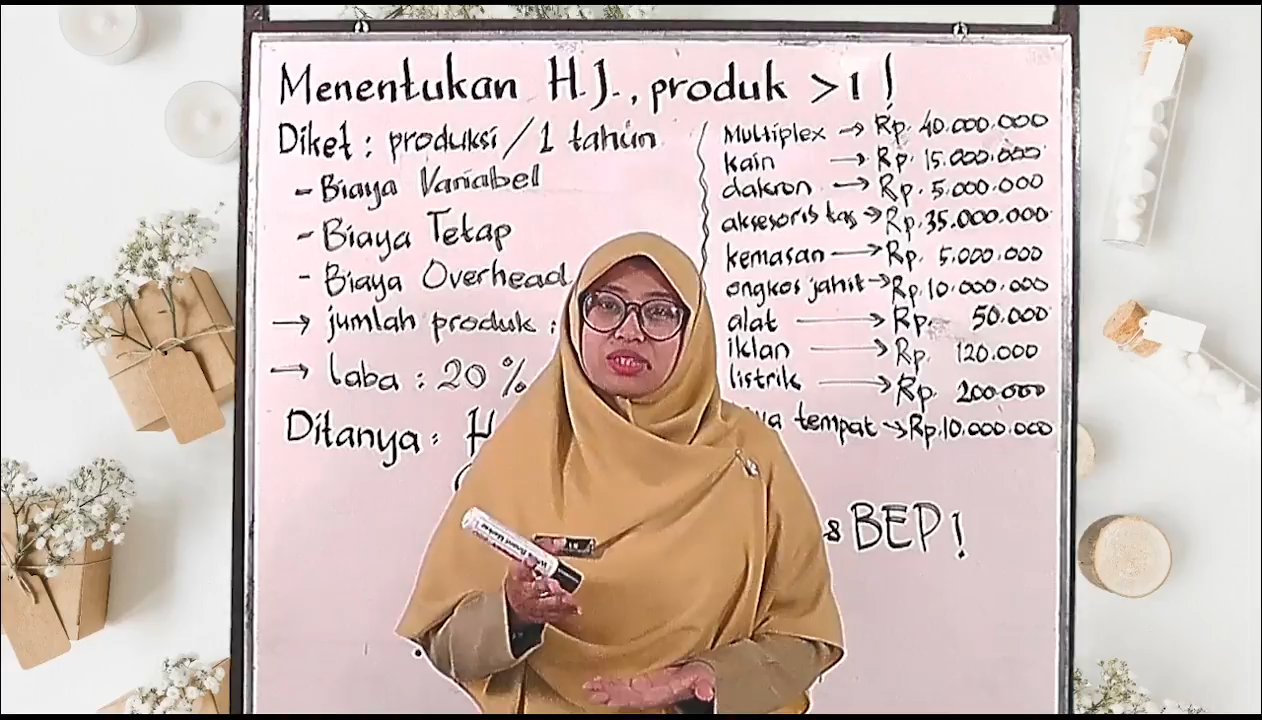 Menentukan H.J., produk >1!
Diket: produksi/1 tahun
- Biaya Variabel
- Biaya Tetap
- Biaya Overhead
→ jumlah produk :
→ laba : 20%
Ditanya: H
Multiplex → Rp. 40.000.000
kain → Rp. 15.000.000
dakron → Rp. 5.000.000
aksesoris tas → Rp. 35.000.000
kemasan → Rp. 5.000.000
ongkos jahit → Rp. 10.000.000
alat → Rp. 50.000
iklan → Rp. 120.000
listrik → Rp. 200.000
tempat → Rp. 10.000.000
BEP!